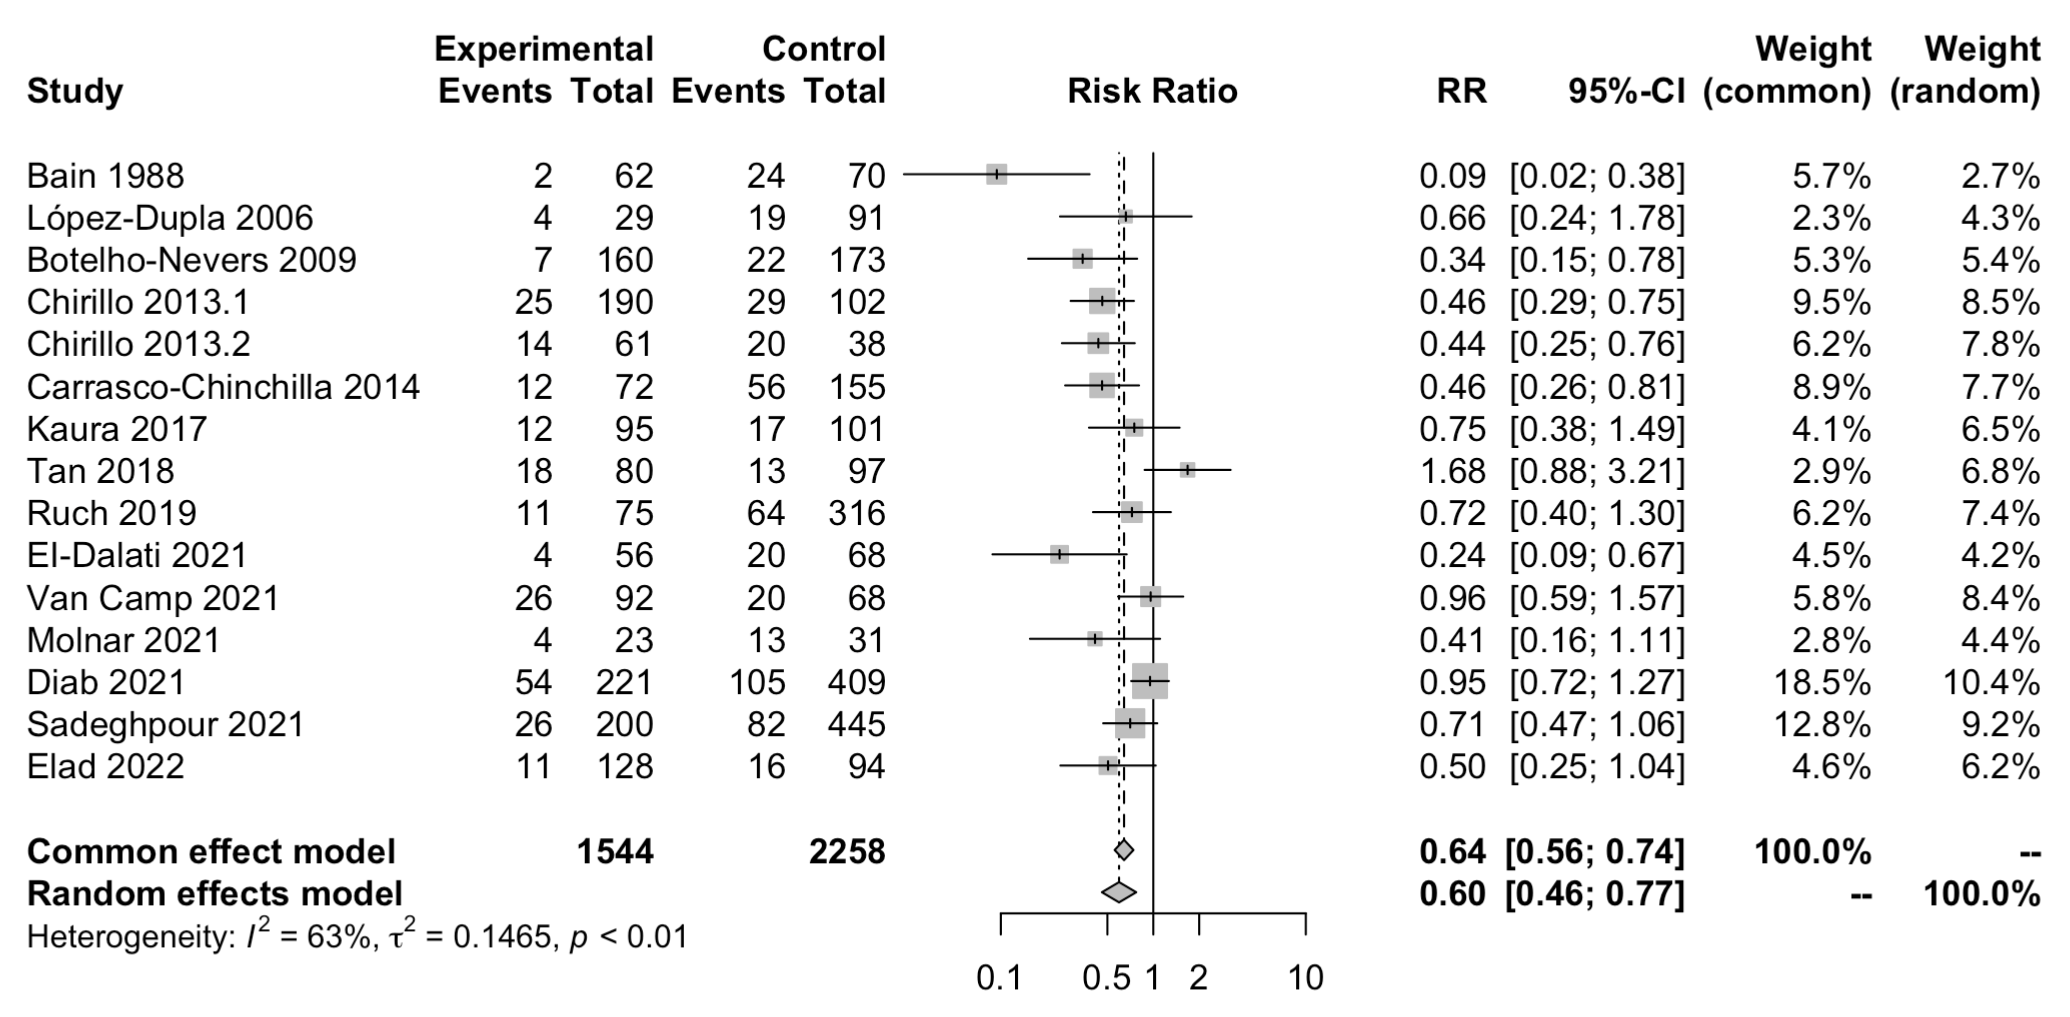 Experimental Control Weight Weight
Study Events Total Events Total Risk Ratio RR 95%-CI (common) (random)
Bain 1988 2 62 24 70 0.09 [0.02; 0.38] 5.7% 2.7%
López-Dupla 2006 4 29 19 91 0.66 [0.24; 1.78] 2.3% 4.3%
Botelho-Nevers 2009 7 160 22 173 0.34 [0.15; 0.78] 5.3% 5.4%
Chirillo 2013.1 25 190 29 102 0.46 [0.29; 0.75] 9.5% 8.5%
Chirillo 2013.2 14 61 20 38 0.44 [0.25; 0.76] 6.2% 7.8%
Carrasco-Chinchilla 2014 12 72 56 155 0.46 [0.26; 0.81] 8.9% 7.7%
Kaura 2017 12 95 17 101 0.75 [0.38; 1.49] 4.1% 6.5%
Tan 2018 18 80 13 97 1.68 [0.88; 3.21] 2.9% 6.8%
Ruch 2019 11 75 64 316 0.72 [0.40; 1.30] 6.2% 7.4%
El-Dalati 2021 4 56 20 68 0.24 [0.09; 0.67] 4.5% 4.2%
Van Camp 2021 26 92 20 68 0.96 [0.59; 1.57] 5.8% 8.4%
Molnar 2021 4 23 13 31 0.41 [0.16; 1.11] 2.8% 4.4%
Diab 2021 54 221 105 409 0.95 [0.72; 1.27] 18.5% 10.4%
Sadeghpour 2021 26 200 82 445 0.71 [0.47; 1.06] 12.8% 9.2%
Elad 2022 11 128 16 94 0.50 [0.25; 1.04] 4.6% 6.2%
Common effect model 1544 2258 0.64 [0.56; 0.74] 100.0% --
Random effects model 0.60 [0.46; 0.77] -- 100.0%
Heterogeneity: I² = 63%, τ² = 0.1465, p < 0.01
0.1 0.5 1 2 10